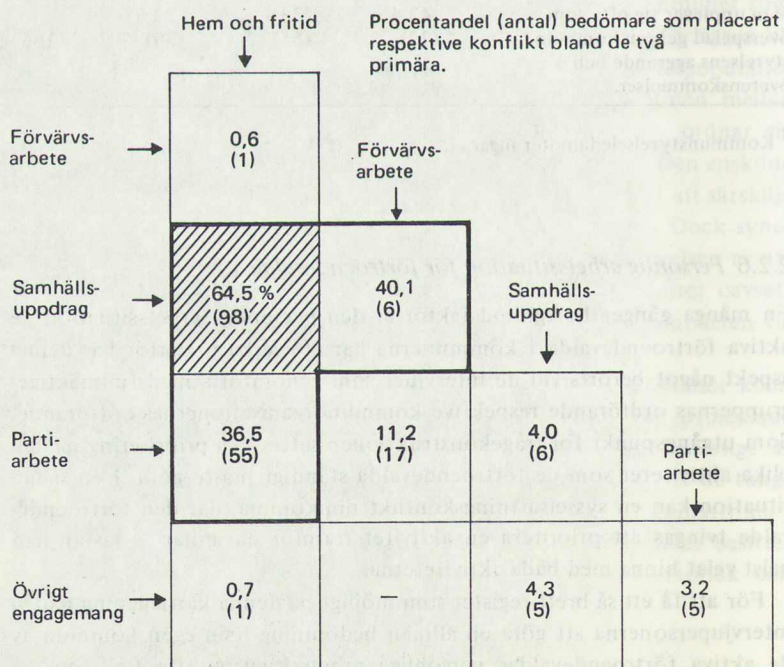 Hem och fritid
Procentandel (antal) bedömare som placerat
respektive konflikt bland de två
primära.
Förvärvs-
arbete
0,6
(1)
Förvärvs-
arbete
Samhälls-
uppdrag
64,5 %
(98)
40,1
(6)
Samhälls-
uppdrag
Parti-
arbete
36,5
(55)
11,2
(17)
4,0
(6)
Parti-
arbete
Övrigt
engagemang
0,7
(1)
—
4,3
(5)
3,2
(5)